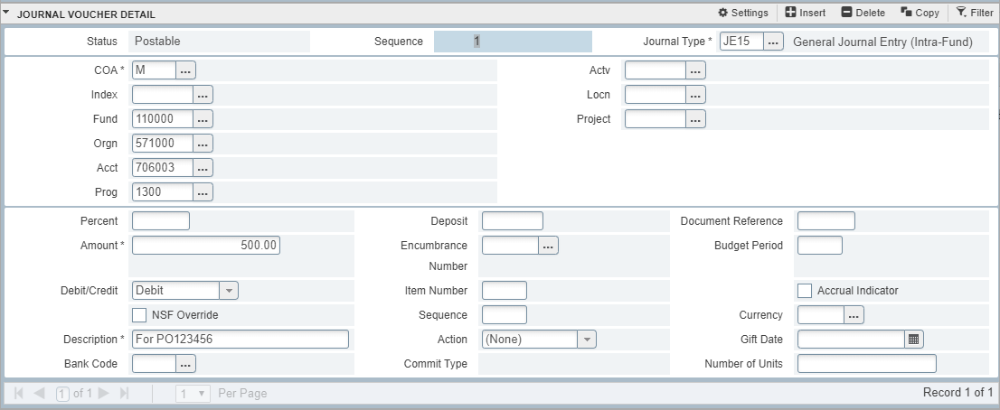 JOURNAL VOUCHER DETAIL Settings Insert Delete Copy Filter
Status Postable Sequence 1 Journal Type * JE15 ... General Journal Entry (Intra-Fund)
COA * M ... Actv ...
Index ... Locn ...
Fund 110000 ... Project ...
Orgn 571000 ...
Acct 706003 ...
Prog 1300 ...
Percent Deposit Document Reference
Amount * 500.00 Encumbrance ... Budget Period
Number
Debit/Credit Debit Item Number Accrual Indicator
NSF Override Sequence Currency ...
Description * For PO123456 Action (None) Gift Date
Bank Code ... Commit Type Number of Units
1 of 1 1 Per Page Record 1 of 1